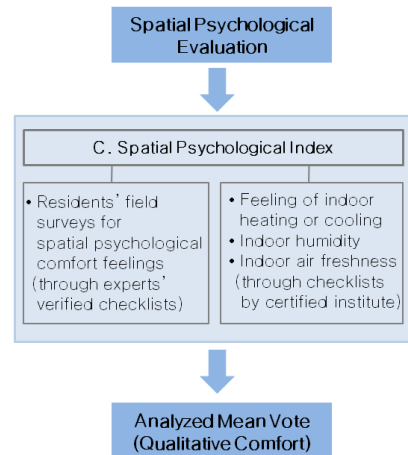 Spatial Psychological
Evaluation
C. Spatial Psychological Index
• Residents' field
surveys for
spatial psychological
comfort feelings
(through experts'
verified checklists)
• Feeling of indoor
heating or cooling
• Indoor humidity
• Indoor air freshness
(through checklists
by certified institute)
Analyzed Mean Vote
(Qualitative Comfort)